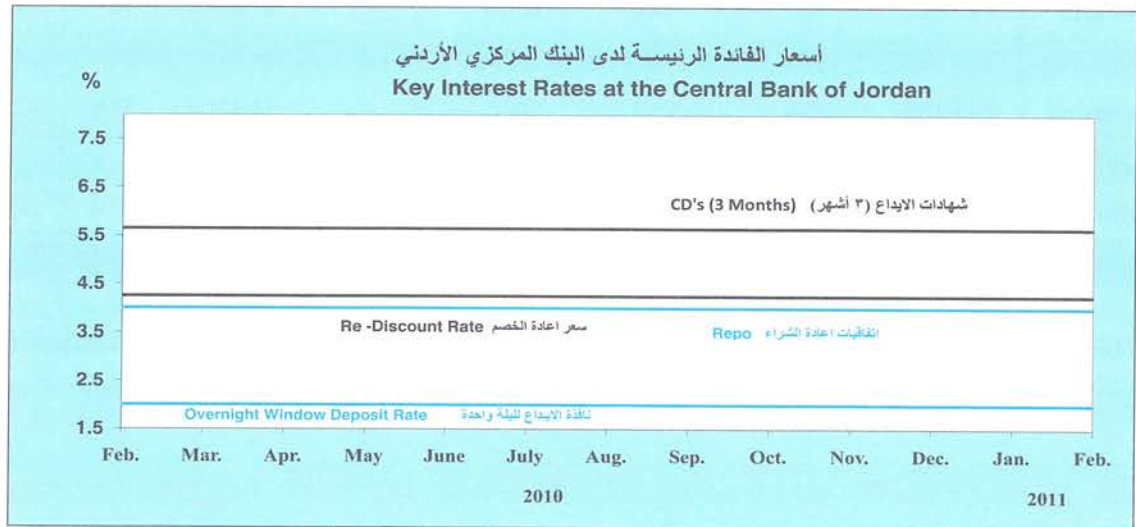 أسعار الفائدة الرئيســة لدى البنك المركزي الأردني
%
Key Interest Rates at the Central Bank of Jordan
7.5
6.5
CD's (3 Months) شهادات الايداع (٣ أشهر)
5.5
4.5
3.5
Re -Discount Rate سعر اعادة الخصم
Repo اتفاقيات اعادة الشراء
2.5
Overnight Window Deposit Rate نافذة الايداع لليلة واحدة
1.5
Feb. Mar. Apr. May June July Aug. Sep. Oct. Nov. Dec. Jan. Feb.
2010 2011